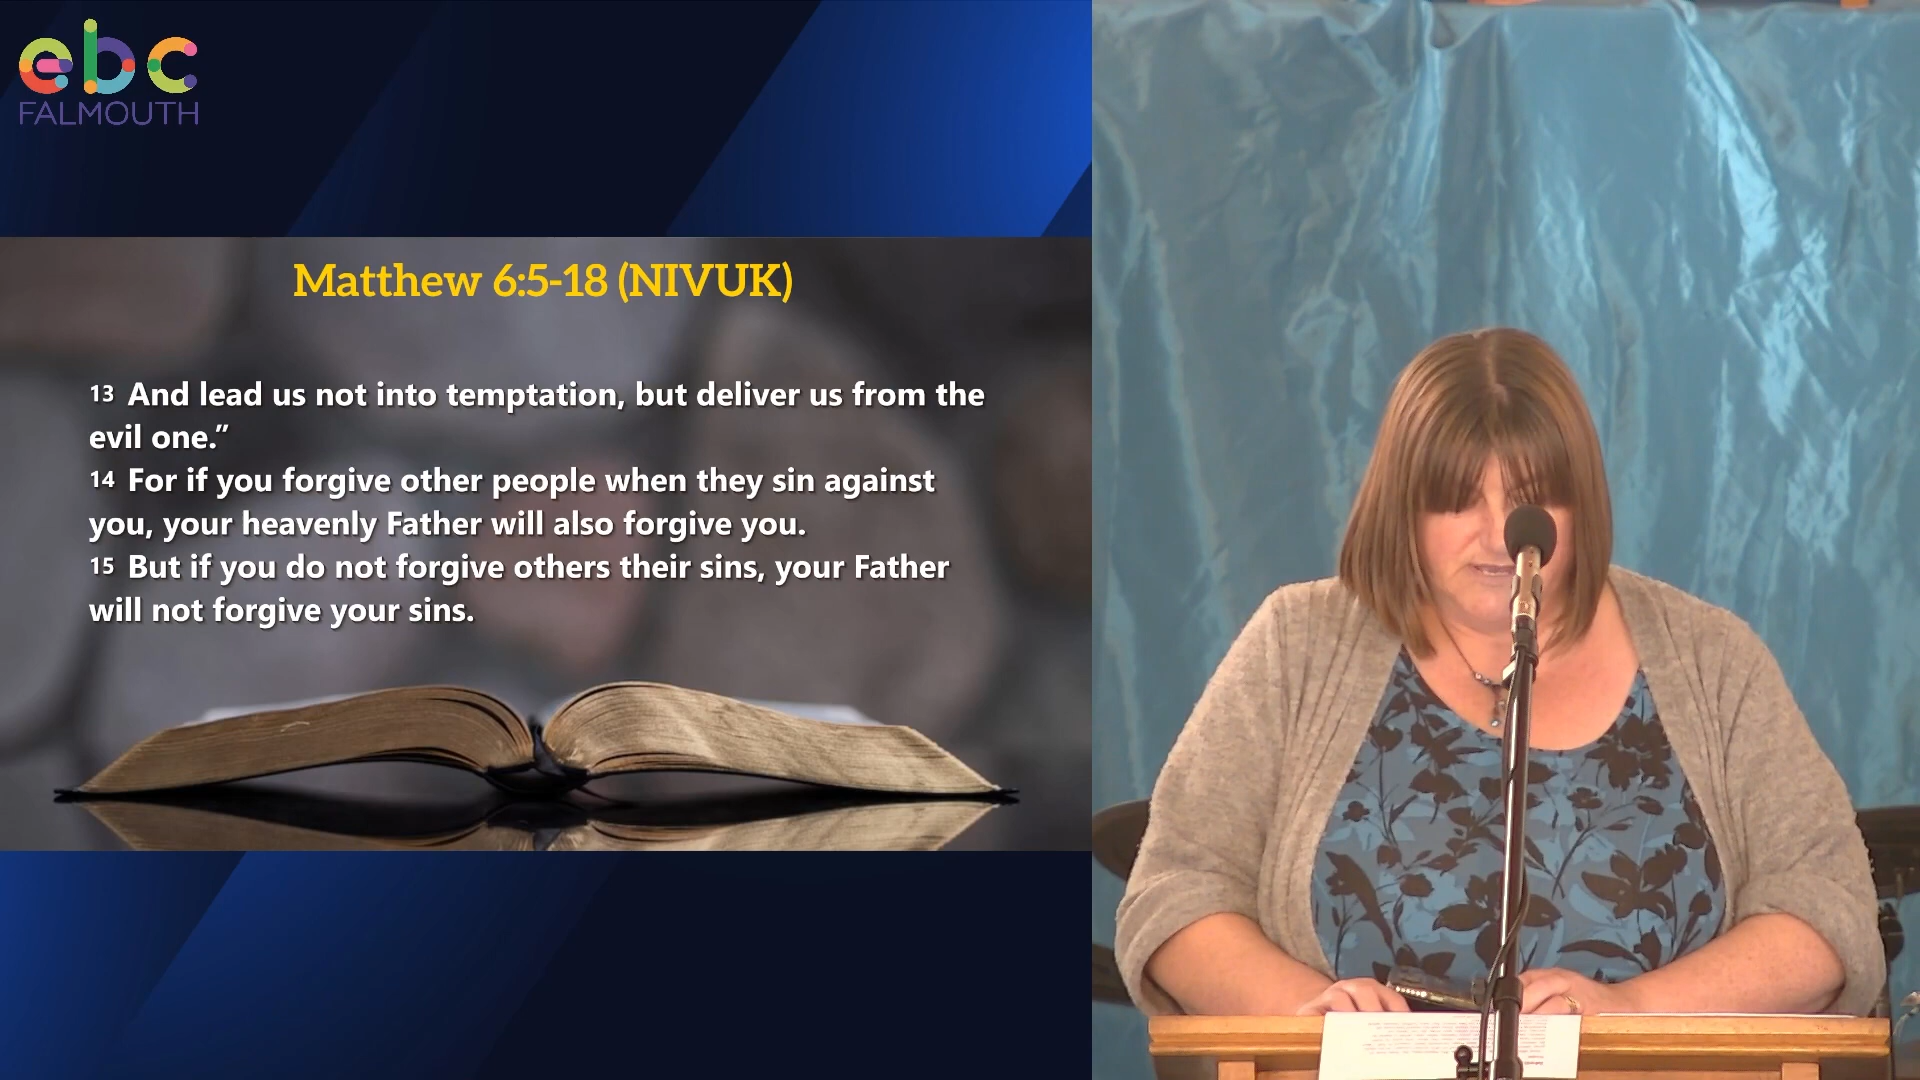 ebc
FALMOUTH
Matthew 6:5-18 (NIVUK)
13 And lead us not into temptation, but deliver us from the
evil one.”
14 For if you forgive other people when they sin against
you, your heavenly Father will also forgive you.
15 But if you do not forgive others their sins, your Father
will not forgive your sins.